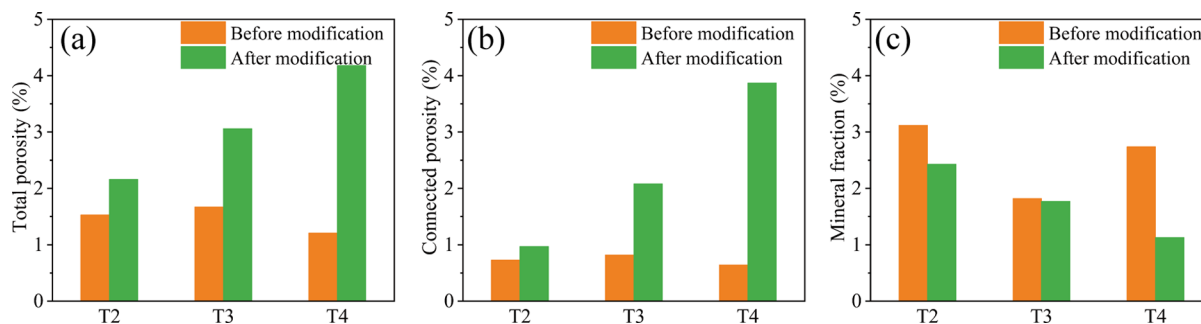 (a)
Before modification
After modification
Total porosity (%)
5
4
3
2
1
0
T2 T3 T4
(b)
Before modification
After modification
Connected porosity (%)
5
4
3
2
1
0
T2 T3 T4
(c)
Before modification
After modification
Mineral fraction (%)
5
4
3
2
1
0
T2 T3 T4